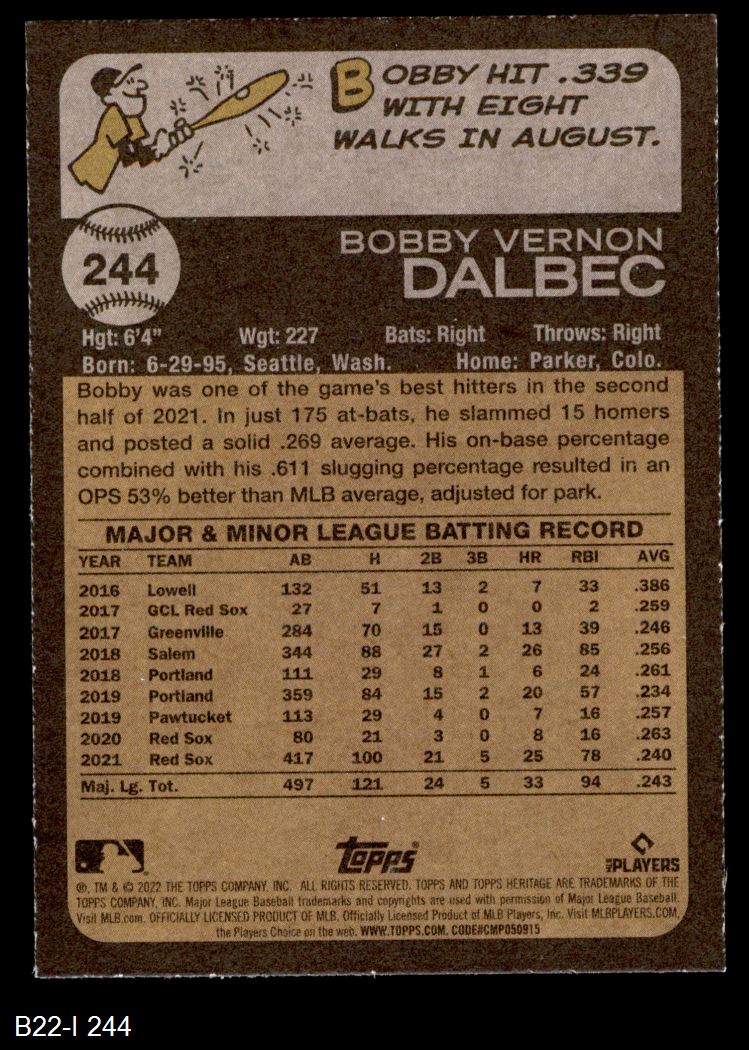 BOBBY HIT .339
WITH EIGHT
WALKS IN AUGUST.
244
BOBBY VERNON
DALBEC
Hgt: 6'4" Wgt: 227 Bats: Right Throws: Right
Born: 6-29-95, Seattle, Wash. Home: Parker, Colo.
Bobby was one of the game's best hitters in the second
half of 2021. In just 175 at-bats, he slammed 15 homers
and posted a solid .269 average. His on-base percentage
combined with his .611 slugging percentage resulted in an
OPS 53% better than MLB average, adjusted for park.
MAJOR & MINOR LEAGUE BATTING RECORD
YEAR TEAM AB H 2B 3B HR RBI AVG
2016 Lowell 132 51 13 2 7 33 .386
2017 GCL Red Sox 27 7 1 0 0 2 .259
2017 Greenville 284 70 15 0 13 39 .246
2018 Salem 344 88 27 2 26 85 .256
2018 Portland 111 29 8 1 6 24 .261
2019 Portland 359 84 15 2 20 57 .234
2019 Pawtucket 113 29 4 0 7 16 .257
2020 Red Sox 80 21 3 0 8 16 .263
2021 Red Sox 417 100 21 5 25 78 .240
Maj. Lg. Tot. 497 121 24 5 33 94 .243
Topps
MLB PLAYERS
®, TM & © 2022 THE TOPPS COMPANY, INC. ALL RIGHTS RESERVED. TOPPS AND TOPPS HERITAGE ARE TRADEMARKS OF THE
TOPPS COMPANY, INC. Major League Baseball trademarks and copyrights are used with permission of Major League Baseball.
Visit MLB.com. OFFICIALLY LICENSED PRODUCT OF MLB. Officially Licensed Product of MLB Players, Inc. Visit MLBPLAYERS.COM,
the Players Choice on the web. WWW.TOPPS.COM. CODE#CMP050915
B22-I 244